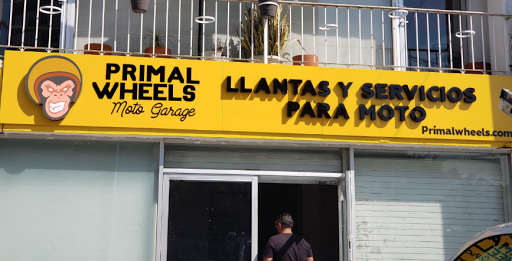 PRIMAL
WHEELS
Moto Garage
LLANTAS Y SERVICIOS
PARA MOTO
Primalwheels.com